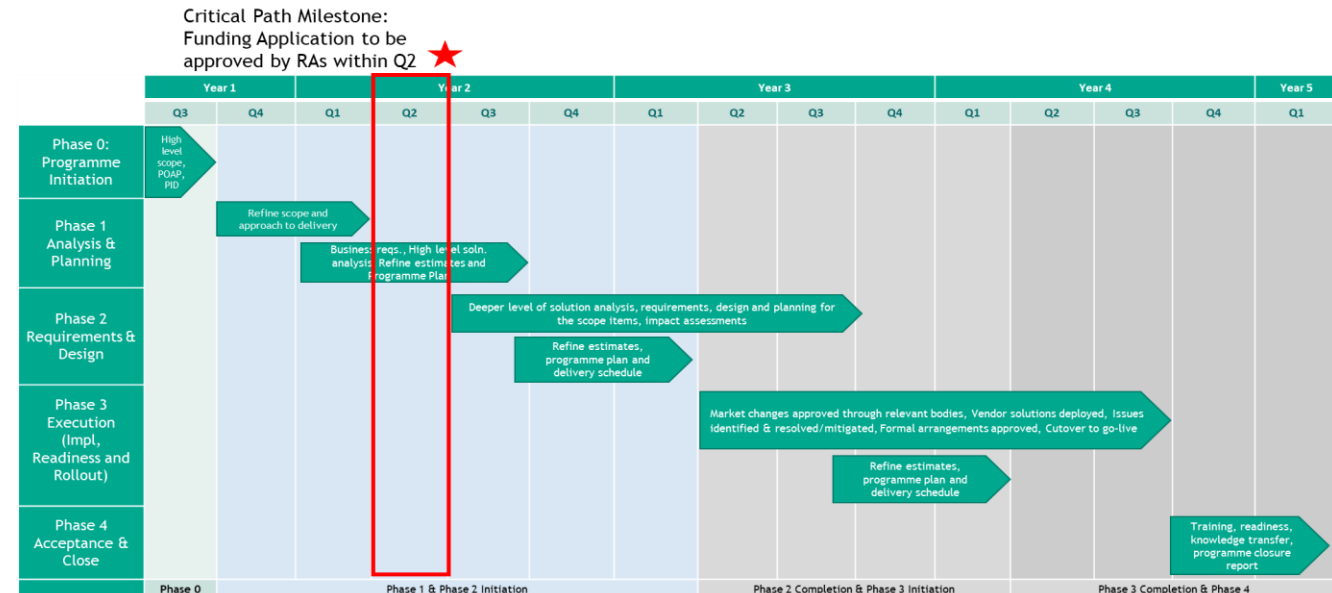 Critical Path Milestone:
Funding Application to be
approved by RAs within Q2
Year 1
Year 2
Year 3
Year 4
Year 5
Q3
Q4
Q1
Q2
Q3
Q4
Q1
Q2
Q3
Q4
Q1
Q2
Q3
Q4
Q1
Phase 0:
Programme
Initiation
High
level
scope,
POAP,
PID
Phase 1
Analysis &
Planning
Refine scope and
approach to delivery
Business reqs., High level soln.
analysis, Refine estimates and
Programme Plan
Phase 2
Requirements &
Design
Deeper level of solution analysis, requirements, design and planning for
the scope items, impact assessments
Refine estimates,
programme plan and
delivery schedule
Phase 3
Execution
(Impl,
Readiness and
Rollout)
Market changes approved through relevant bodies, Vendor solutions deployed, Issues
identified & resolved/mitigated, Formal arrangements approved, Cutover to go-live
Refine estimates,
programme plan and
delivery schedule
Phase 4
Acceptance &
Close
Training, readiness,
knowledge transfer,
programme closure
report
Phase 0
Phase 1 & Phase 2 Initiation
Phase 2 Completion & Phase 3 Initiation
Phase 3 Completion & Phase 4